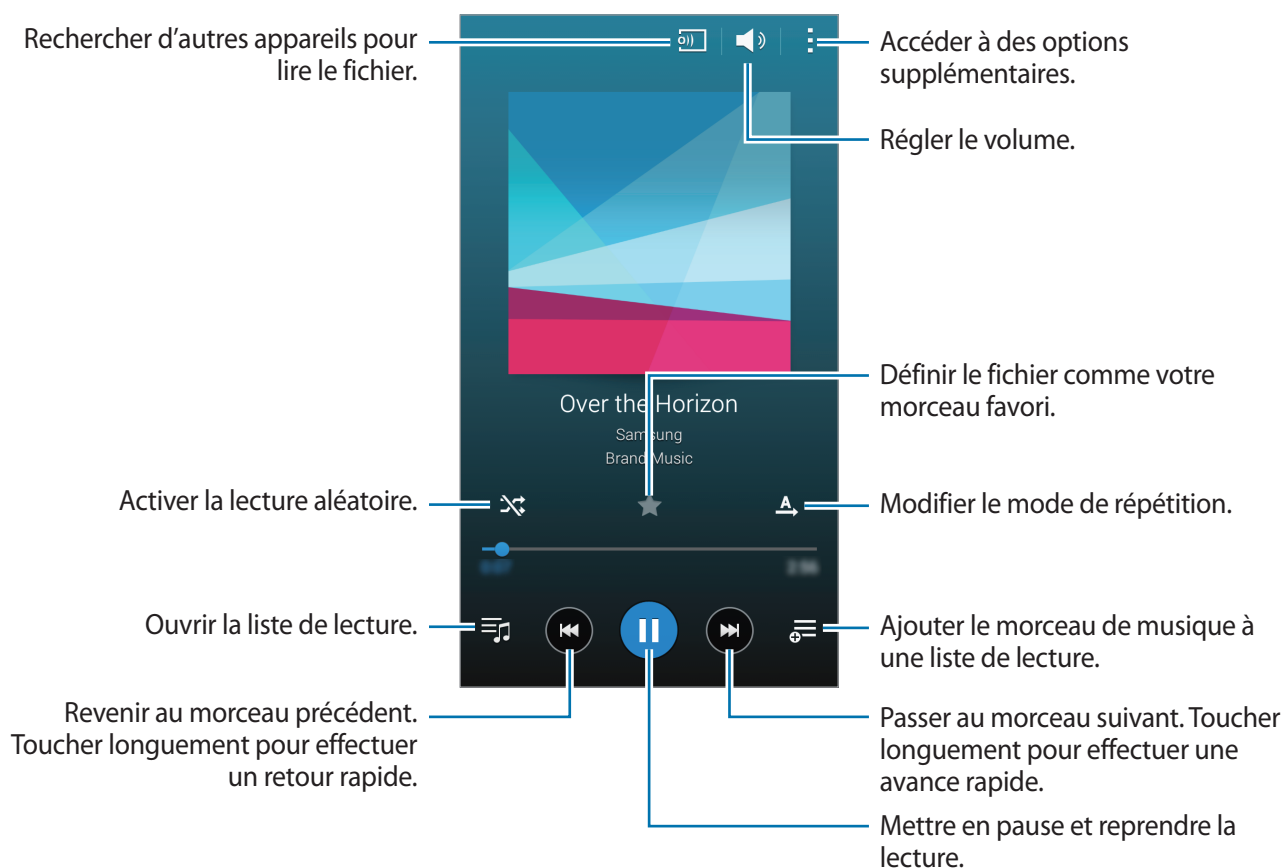 Rechercher d'autres appareils pour
lire le fichier.
Accéder à des options
supplémentaires.
Régler le volume.
Définir le fichier comme votre
morceau favori.
Over the Horizon
Samsung
Brand Music
Activer la lecture aléatoire.
A
Modifier le mode de répétition.
0:07
2:56
Ouvrir la liste de lecture.
Ajouter le morceau de musique à
une liste de lecture.
Revenir au morceau précédent.
Toucher longuement pour effectuer
un retour rapide.
Passer au morceau suivant. Toucher
longuement pour effectuer une
avance rapide.
Mettre en pause et reprendre la
lecture.